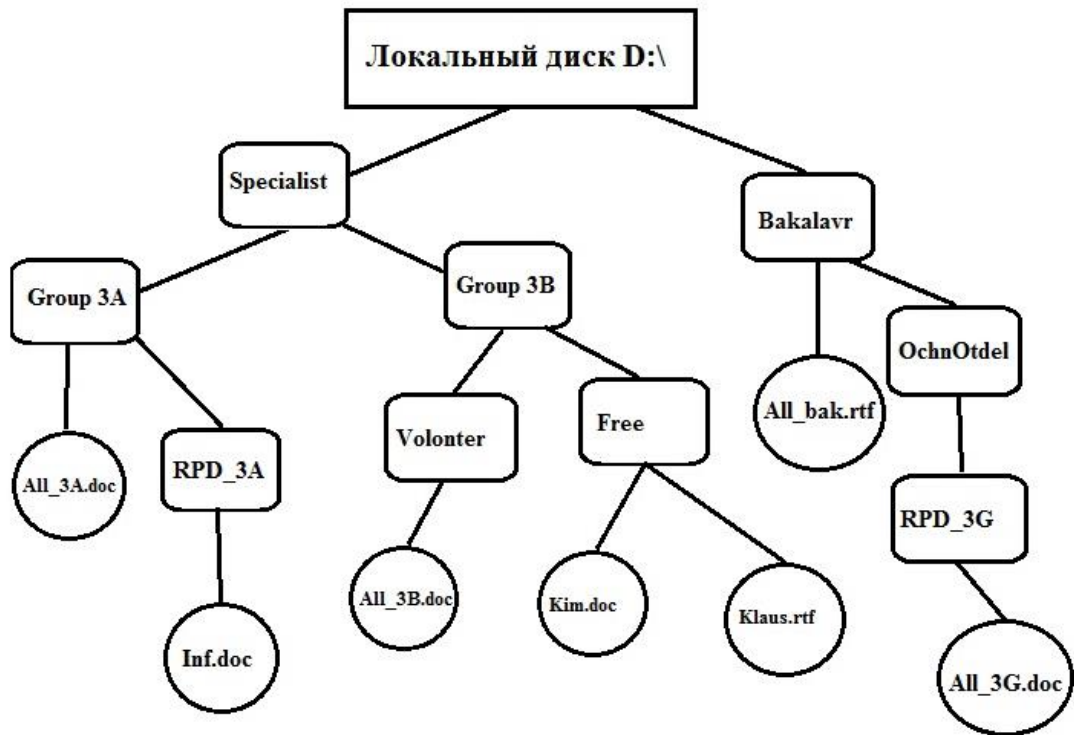 Локальный диск D:\
Specialist
Bakalavr
Group 3A
Group 3B
OchnOtdel
All_bak.rtf
Volonter
Free
All_3A.doc
RPD_3A
RPD_3G
All_3B.doc
Kim.doc
Klaus.rtf
Inf.doc
All_3G.doc